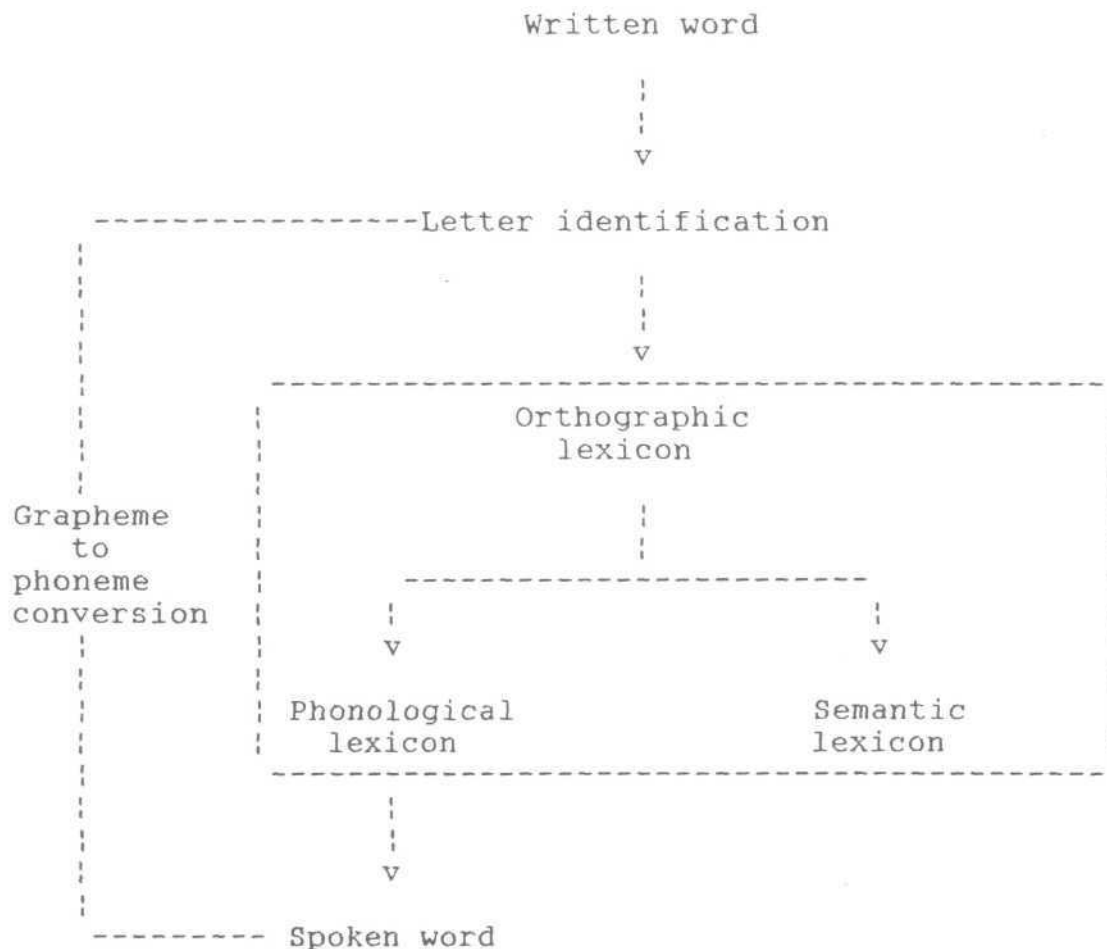 Written word
Letter identification
Orthographic
lexicon
Grapheme
to
phoneme
conversion
Phonological
lexicon
Semantic
lexicon
Spoken word